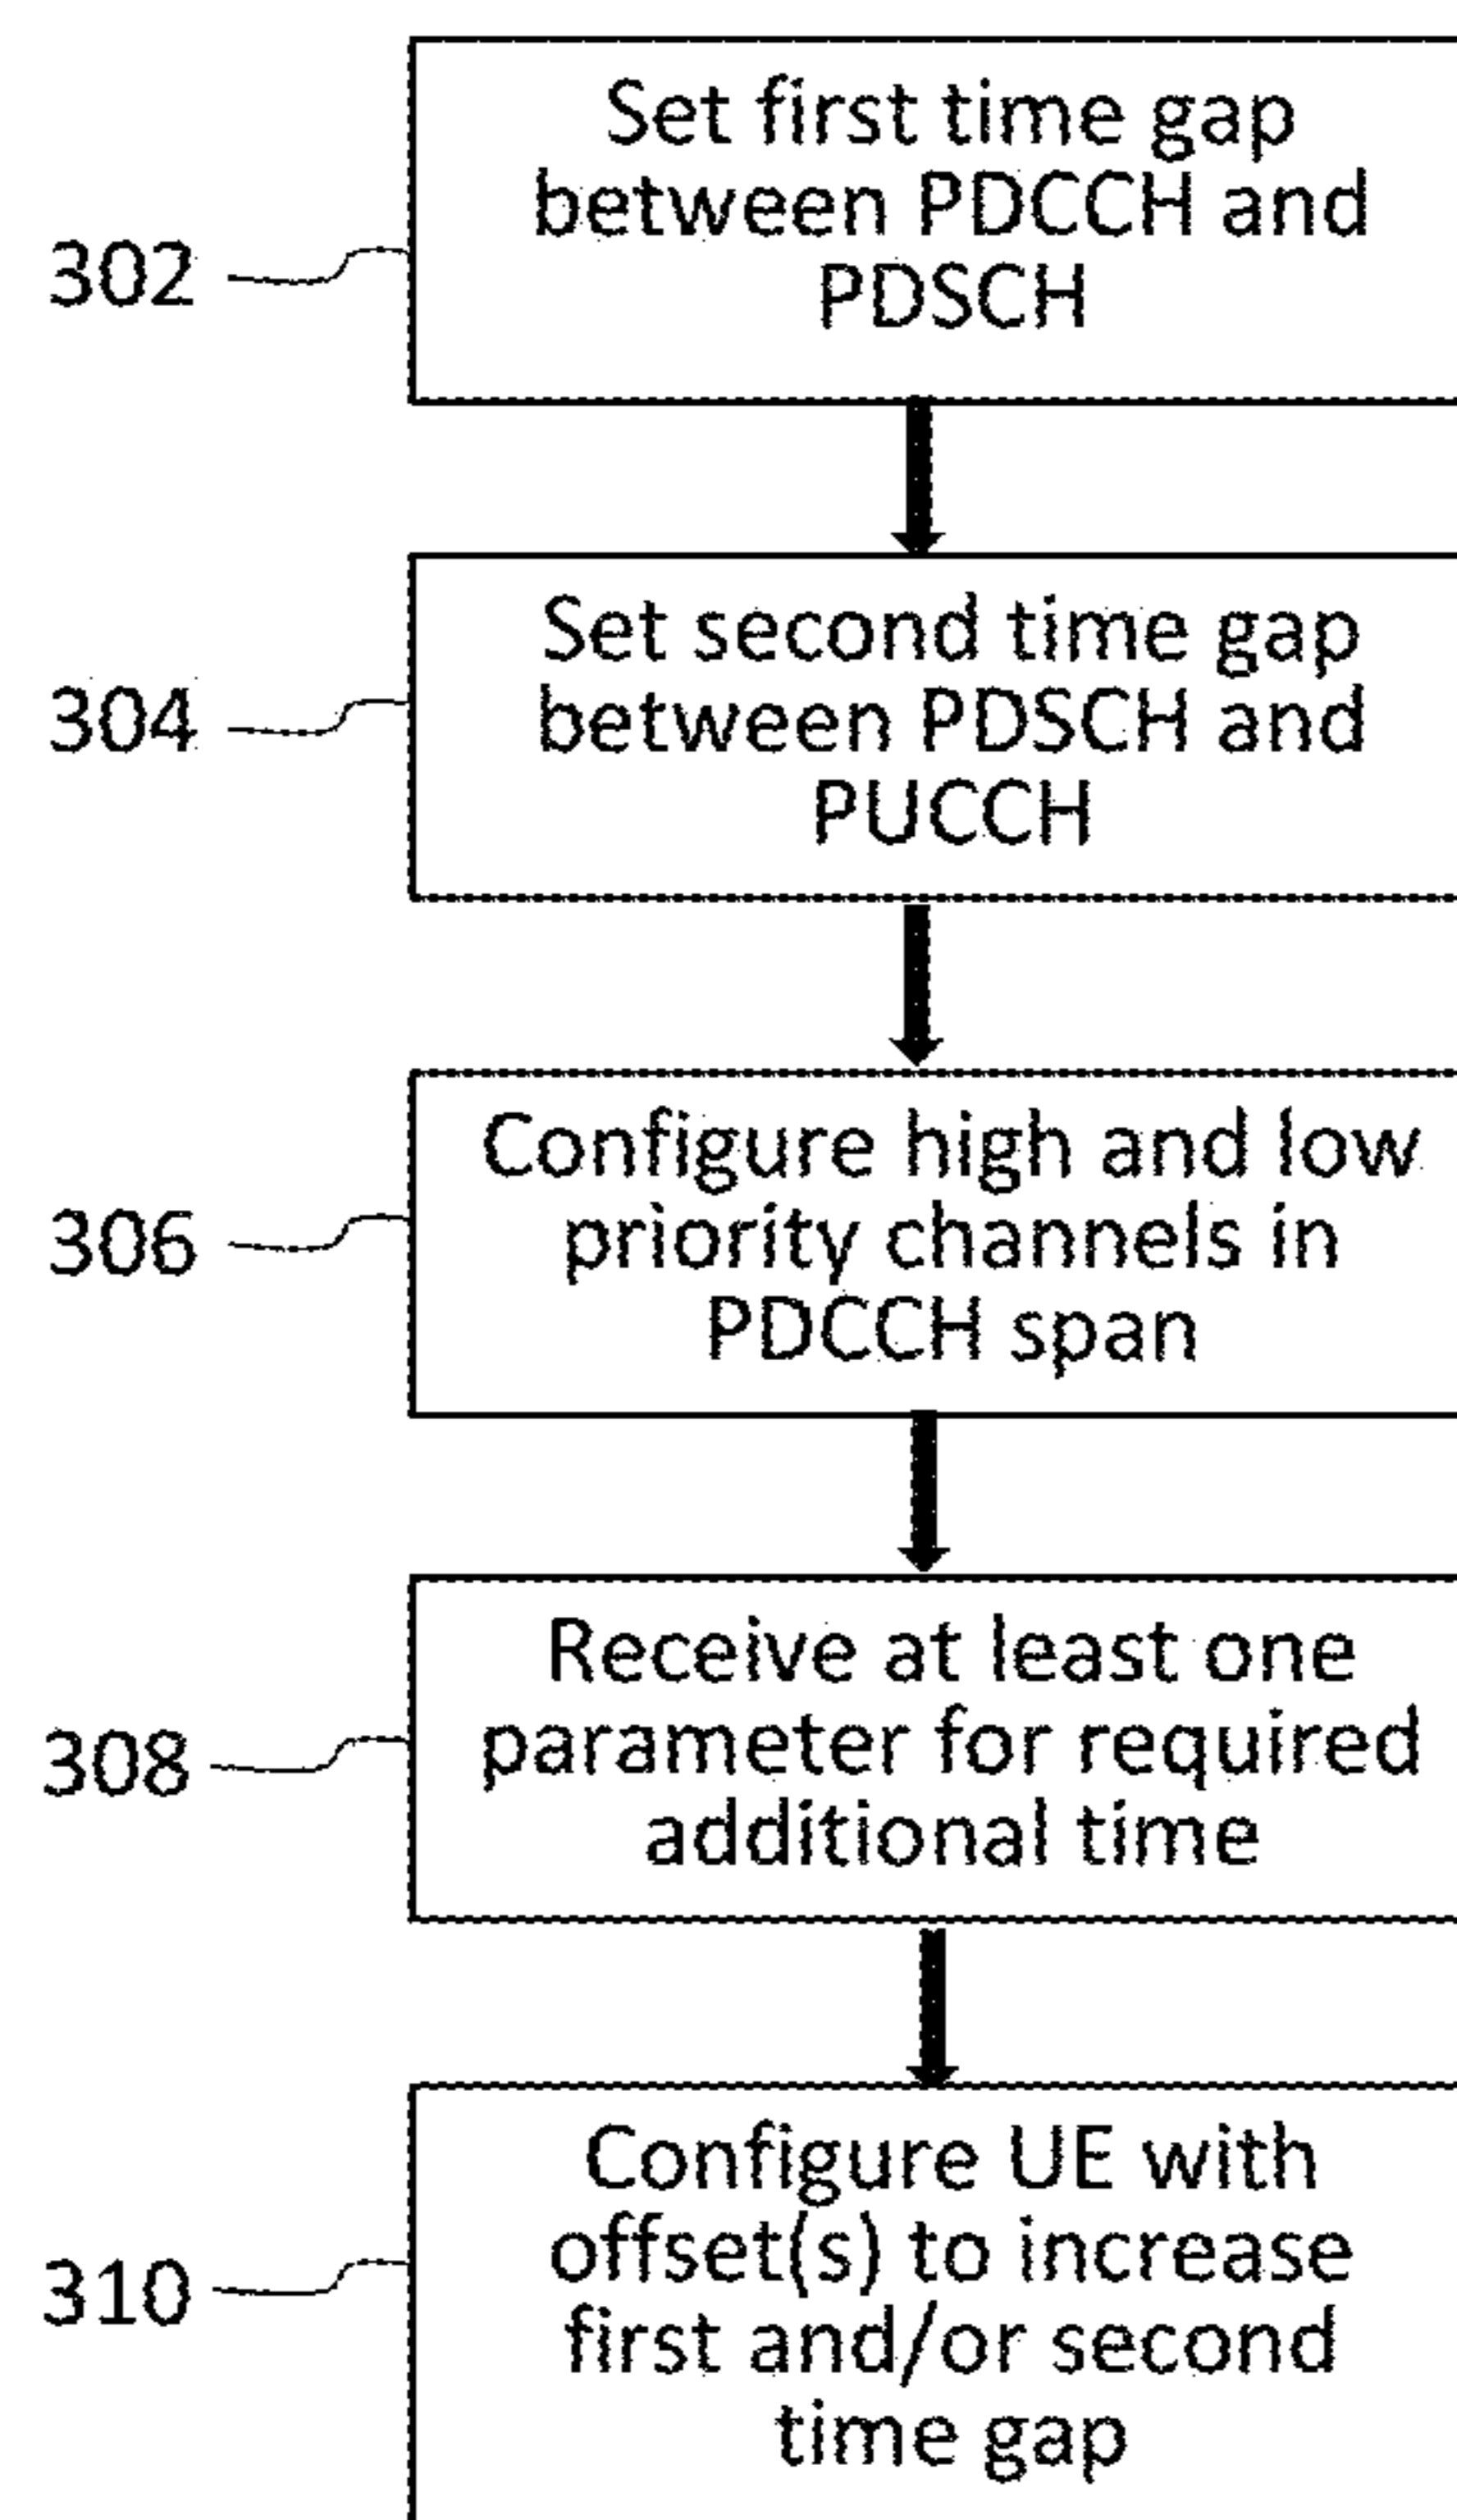 Set first time gap
between PDCCH and
PDSCH
302
Set second time gap
between PDSCH and
PUCCH
304
Configure high and low
priority channels in
PDCCH span
306
Receive at least one
parameter for required
additional time
308
Configure UE with
offset(s) to increase
first and/or second
time gap
310